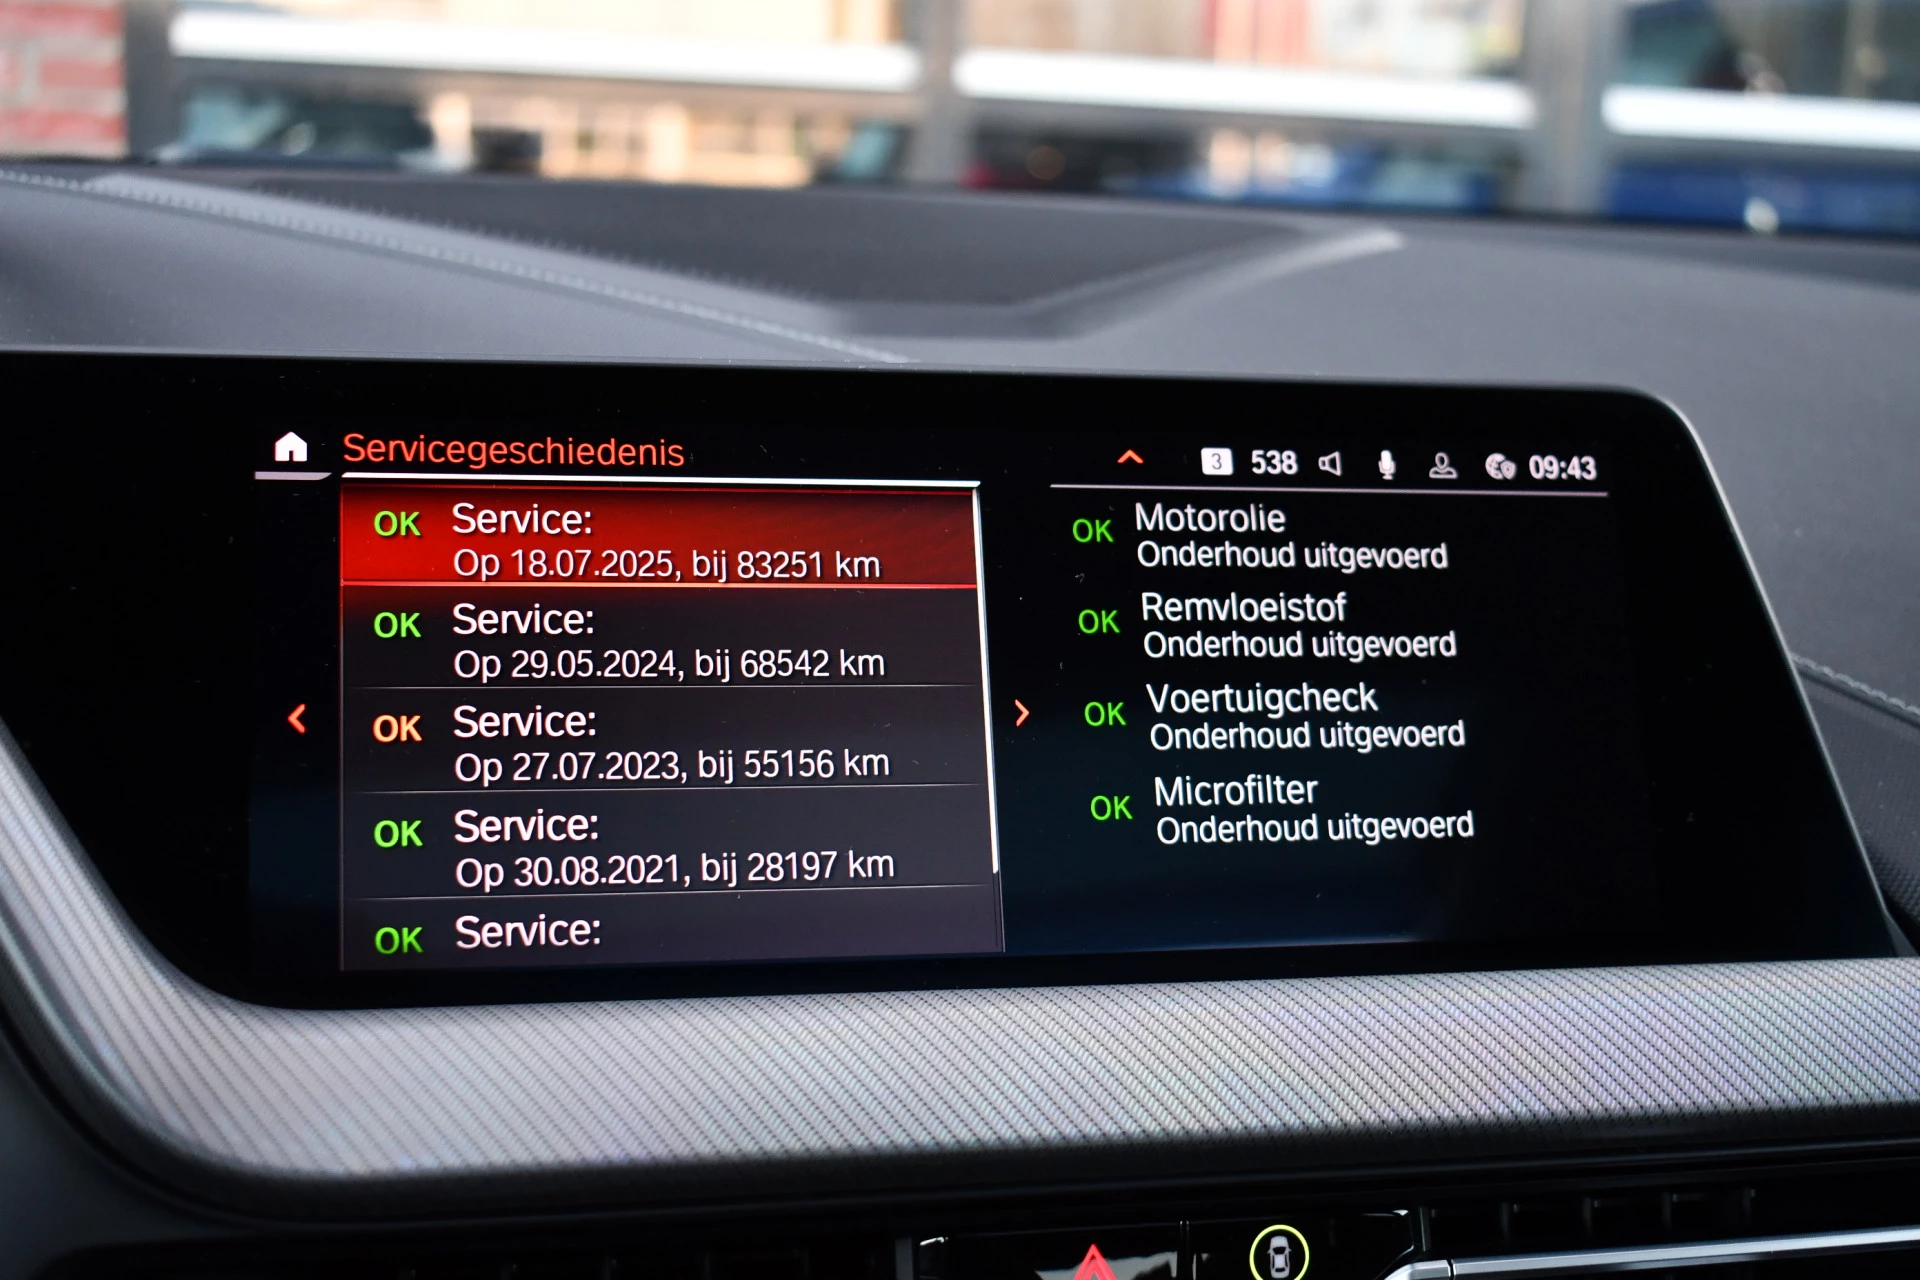 Servicegeschiedenis
3 538 09:43
OK Service:
Op 18.07.2025, bij 83251 km
OK Service:
Op 29.05.2024, bij 68542 km
OK Service:
Op 27.07.2023, bij 55156 km
OK Service:
Op 30.08.2021, bij 28197 km
OK Service:
OK Motorolie
Onderhoud uitgevoerd
OK Remvloeistof
Onderhoud uitgevoerd
OK Voertuigcheck
Onderhoud uitgevoerd
OK Microfilter
Onderhoud uitgevoerd